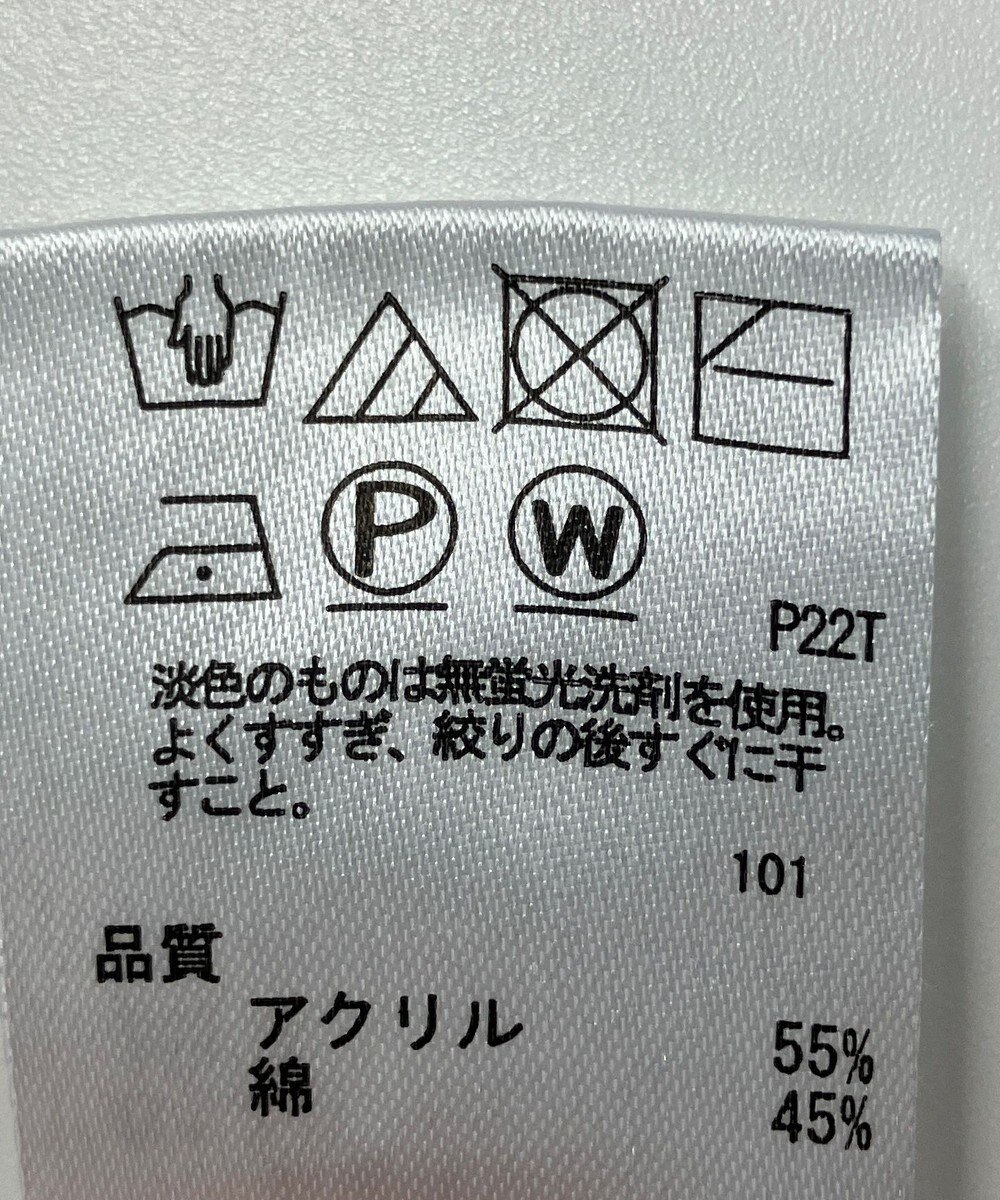 P
W
P22T
淡色のものは無蛍光洗剤を使用。
よくすすぎ、絞りの後すぐに干
すこと。
101
品質
アクリル 55%
綿 45%